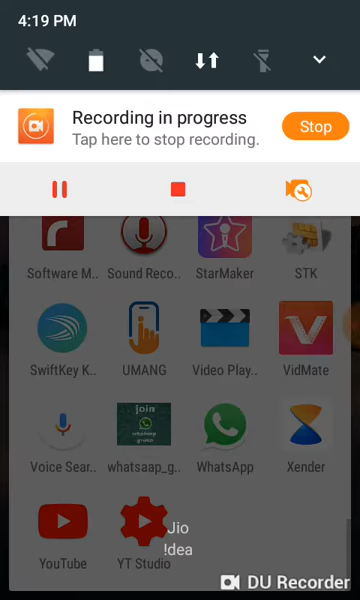 4:19 PM
Recording in progress
Stop
Tap here to stop recording.
Software M..
Sound Reco..
StarMaker
STK
SwiftKey K..
UMANG
Video Play..
VidMate
join
Voice Sear..
whatsaap_g..
WhatsApp
Xender
YouTube
YT Studio
Jio
!dea
DU Recorder